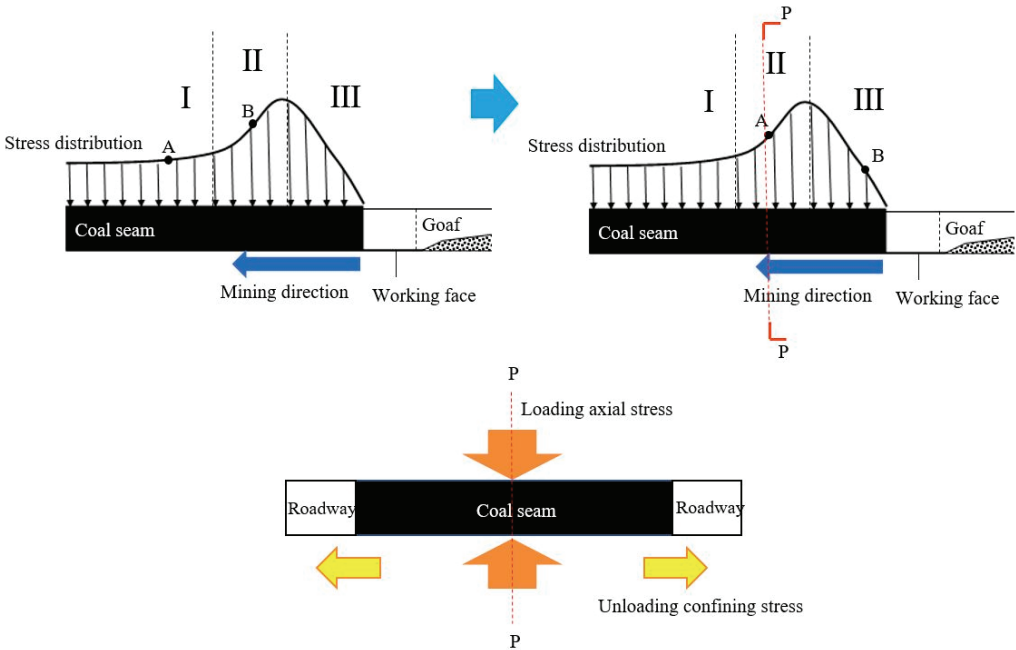 I
II
III
B
A
Stress distribution
Coal seam
Goaf
Mining direction
Working face
P
I
II
III
A
B
Stress distribution
Coal seam
Goaf
Mining direction
Working face
P
P
Loading axial stress
Roadway
Coal seam
Roadway
Unloading confining stress
P